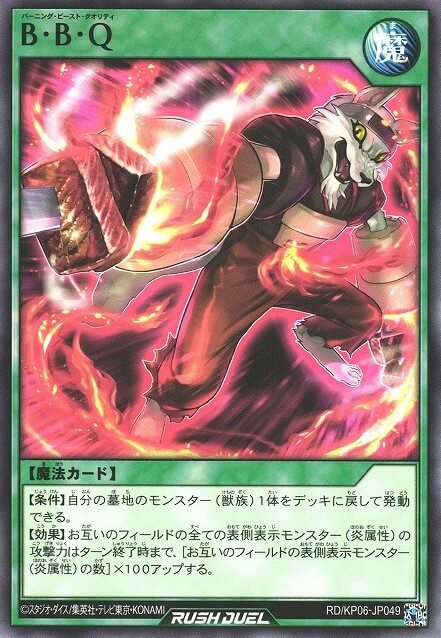 バーニング・ビースト・クオリティ
B・B・Q
魔
【魔法カード】
【条件】自分の墓地のモンスター(獣族)1体をデッキに戻して発動
できる。
【効果】お互いのフィールドの全ての表側表示モンスター(炎属性)の
攻撃力はターン終了時まで、[お互いのフィールドの表側表示モンスター
(炎属性)の数]×100アップする。
©スタジオ・ダイス/集英社・テレビ東京・KONAMI
RUSH DUEL
RD/KP06-JP049